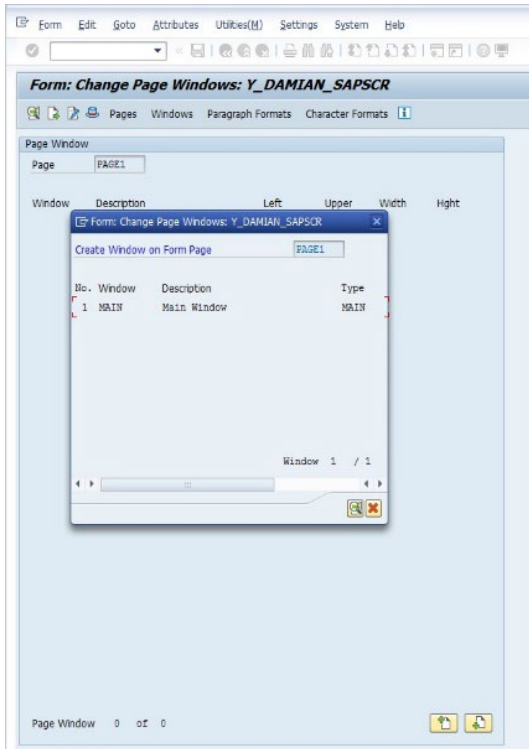 Form Edit Goto Attributes Utilities(M) Settings System Help
Form: Change Page Windows: Y_DAMIAN_SAPSCR
Pages Windows Paragraph Formats Character Formats
Page Window
Page PAGE1
Window Description Left Upper Width Hght
Form: Change Page Windows: Y_DAMIAN_SAPSCR
Create Window on Form Page PAGE1
No. Window Description Type
1 MAIN Main Window MAIN
Window 1 / 1
Page Window 0 of 0